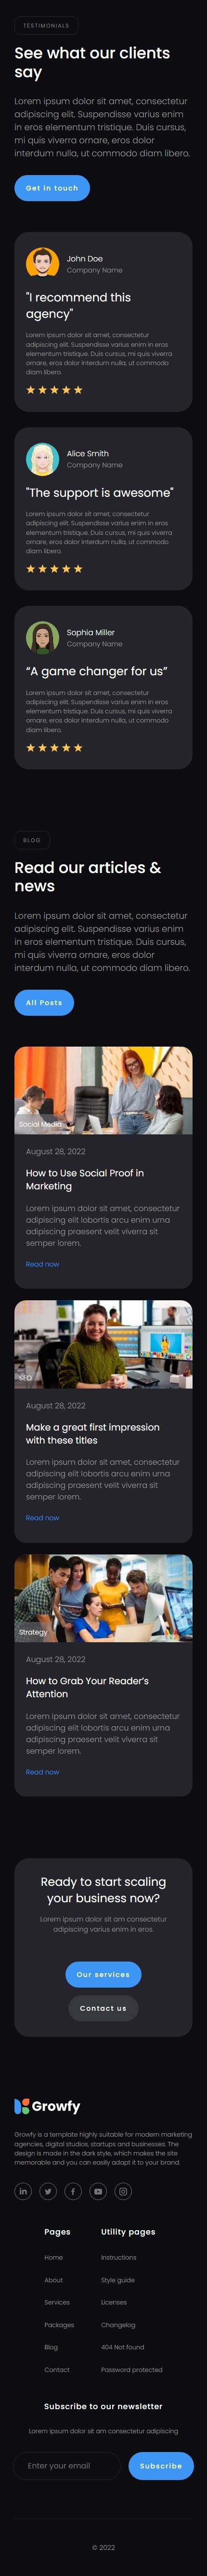 TESTIMONIALS
See what our clients
say
Lorem ipsum dolor sit amet, consectetur
adipiscing elit. Suspendisse varius enim
in eros elementum tristique. Duis cursus,
mi quis viverra ornare, eros dolor
interdum nulla, ut commodo diam libero.
Get in touch
John Doe
Company Name
"I recommend this
agency"
Lorem ipsum dolor sit amet, consectetur
adipiscing elit. Suspendisse varius enim in eros
elementum tristique. Duis cursus, mi quis viverra
ornare, eros dolor interdum nulla, ut commodo
diam libero.
Alice Smith
Company Name
"The support is awesome"
Lorem ipsum dolor sit amet, consectetur
adipiscing elit. Suspendisse varius enim in eros
elementum tristique. Duis cursus, mi quis viverra
ornare, eros dolor interdum nulla, ut commodo
diam libero.
Sophia Miller
Company Name
“A game changer for us”
Lorem ipsum dolor sit amet, consectetur
adipiscing elit. Suspendisse varius enim in eros
elementum tristique. Duis cursus, mi quis viverra
ornare, eros dolor interdum nulla, ut commodo
diam libero.
BLOG
Read our articles &
news
Lorem ipsum dolor sit amet, consectetur
adipiscing elit. Suspendisse varius enim
in eros elementum tristique. Duis cursus,
mi quis viverra ornare, eros dolor
interdum nulla, ut commodo diam libero.
All Posts
Social Media
August 28, 2022
How to Use Social Proof in
Marketing
Lorem ipsum dolor sit amet, consectetur
adipiscing elit lobortis arcu enim urna
adipiscing praesent velit viverra sit
semper lorem.
Read now
SEO
August 28, 2022
Make a great first impression
with these titles
Lorem ipsum dolor sit amet, consectetur
adipiscing elit lobortis arcu enim urna
adipiscing praesent velit viverra sit
semper lorem.
Read now
Strategy
August 28, 2022
How to Grab Your Reader’s
Attention
Lorem ipsum dolor sit amet, consectetur
adipiscing elit lobortis arcu enim urna
adipiscing praesent velit viverra sit
semper lorem.
Read now
Ready to start scaling
your business now?
Lorem ipsum dolor sit am consectetur
adipiscing varius enim in eros.
Our services
Contact us
Growfy
Growfy is a template highly suitable for modern marketing
agencies, digital studios, startups and businesses. The
design is made in the dark style, which makes the site
memorable and you can easily adapt it to your brand.
Pages
Utility pages
Home
Instructions
About
Style guide
Services
Licenses
Packages
Changelog
Blog
404 Not found
Contact
Password protected
Subscribe to our newsletter
Lorem ipsum dolor sit am consectetur adipiscing
Enter your email
Subscribe
© 2022